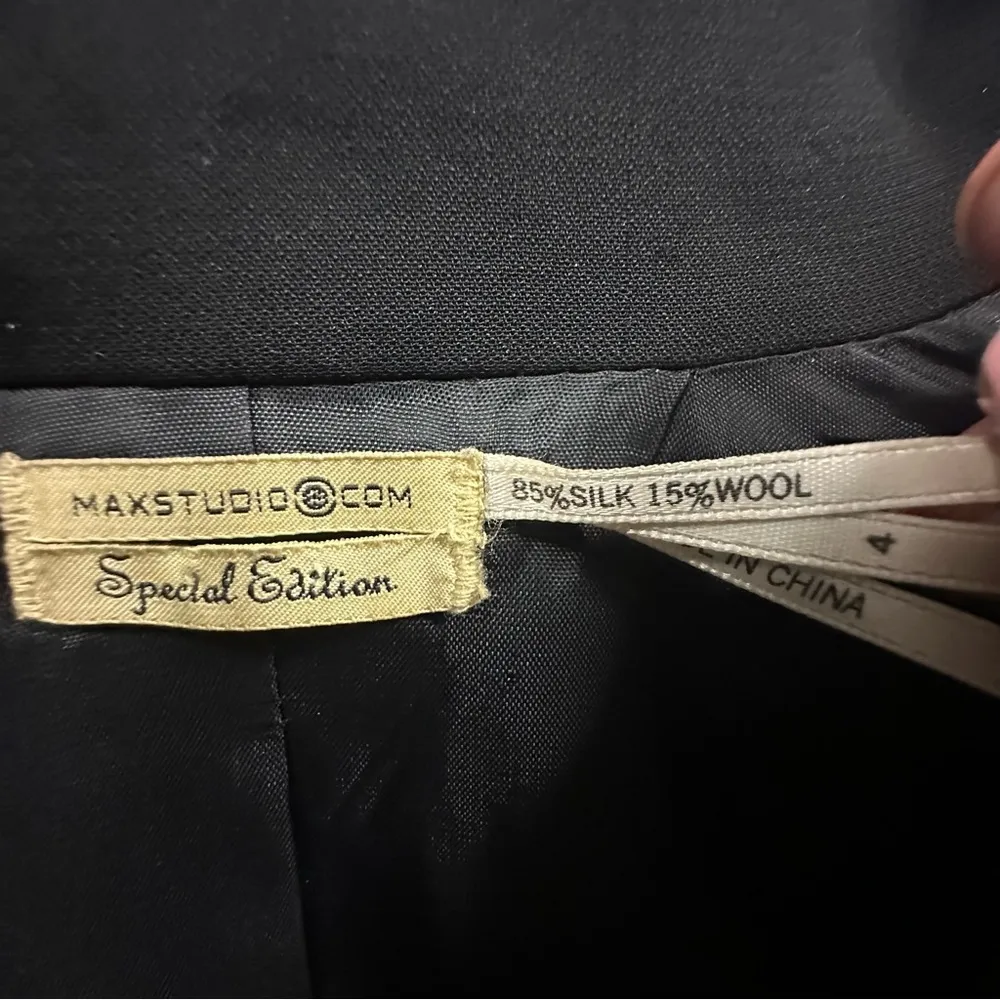 MAXSTUDIO COM
Special Edition
85%SILK 15%WOOL
4
IN CHINA